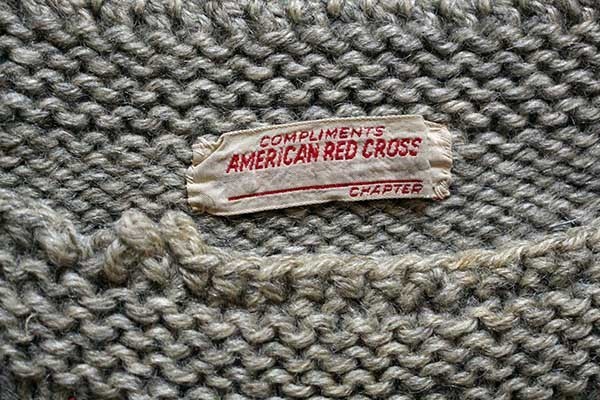 COMPLIMENTS
AMERICAN RED CROSS
CHAPTER